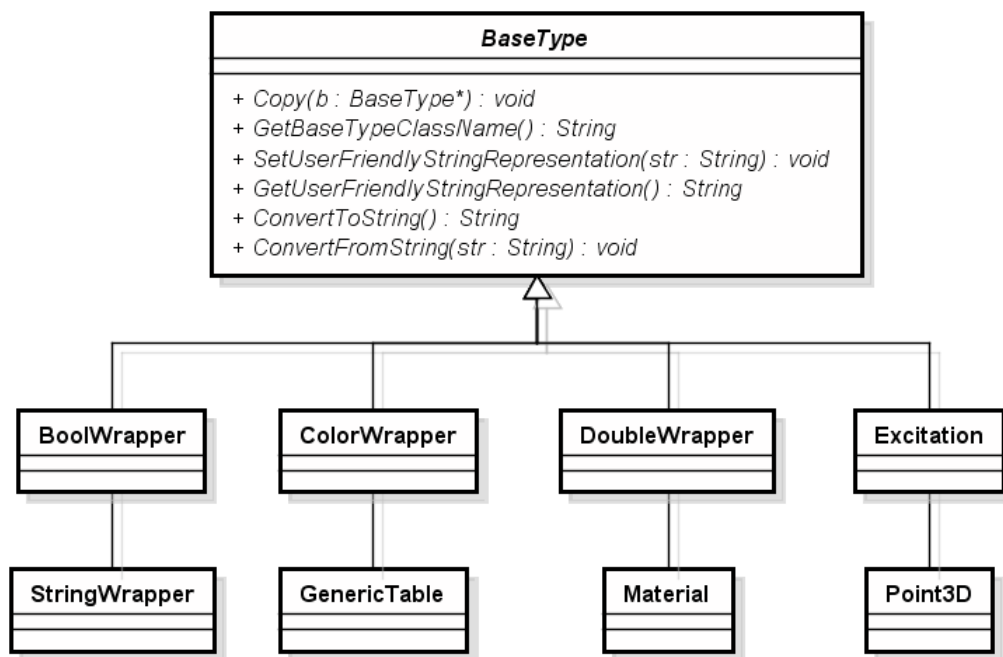 BaseType
+ Copy(b : BaseType*) : void
+ GetBaseTypeClassName() : String
+ SetUserFriendlyStringRepresentation(str : String) : void
+ GetUserFriendlyStringRepresentation() : String
+ ConvertToString() : String
+ ConvertFromString(str : String) : void
BoolWrapper
ColorWrapper
DoubleWrapper
Excitation
StringWrapper
GenericTable
Material
Point3D